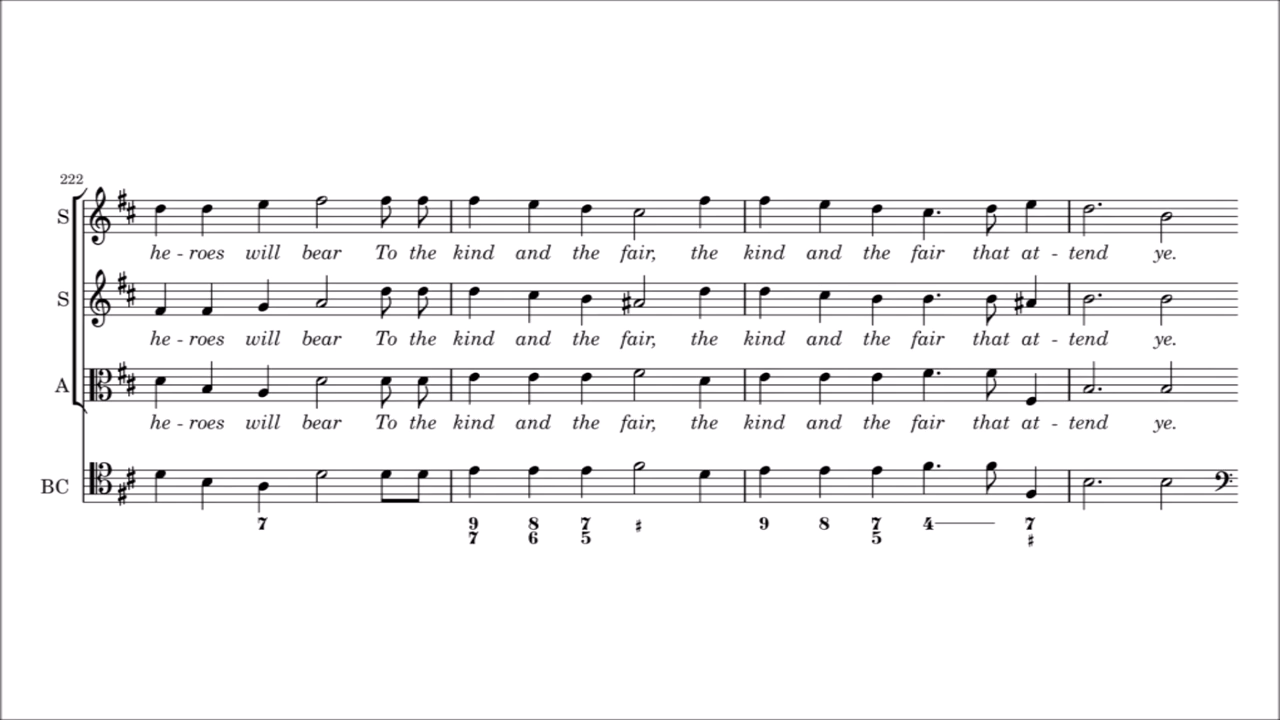 222
S
he - roes will bear To the kind and the fair, the kind and the fair that at - tend ye.
S
he - roes will bear To the kind and the fair, the kind and the fair that at - tend ye.
A
he - roes will bear To the kind and the fair, the kind and the fair that at - tend ye.
BC
7 9 8 7 ♯ 9 8 7 4 7
7 6 5 5 ♯